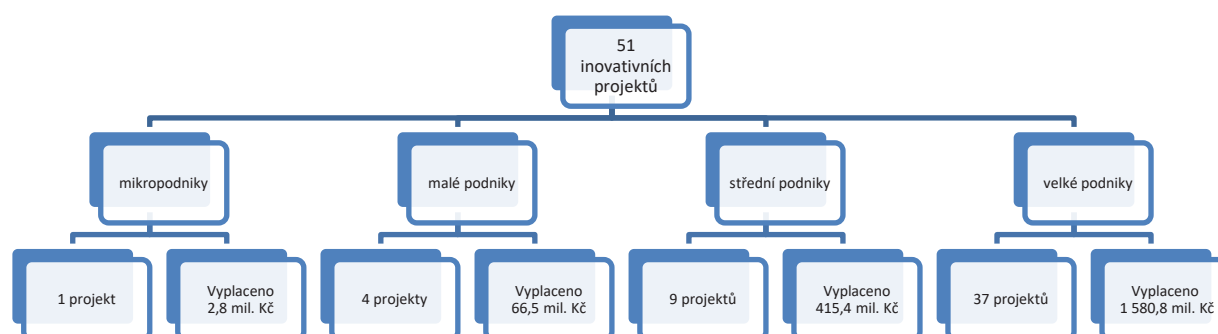 51
inovativních
projektů
mikropodniky
malé podniky
střední podniky
velké podniky
1 projekt
Vyplaceno
2,8 mil. Kč
4 projekty
Vyplaceno
66,5 mil. Kč
9 projektů
Vyplaceno
415,4 mil. Kč
37 projektů
Vyplaceno
1 580,8 mil. Kč